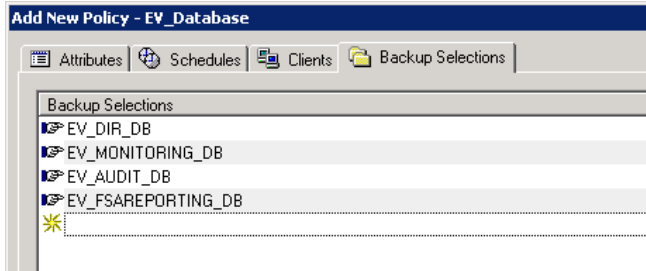 Add New Policy - EV_Database
Attributes Schedules Clients Backup Selections
Backup Selections
EV_DIR_DB
EV_MONITORING_DB
EV_AUDIT_DB
EV_FSAREPORTING_DB